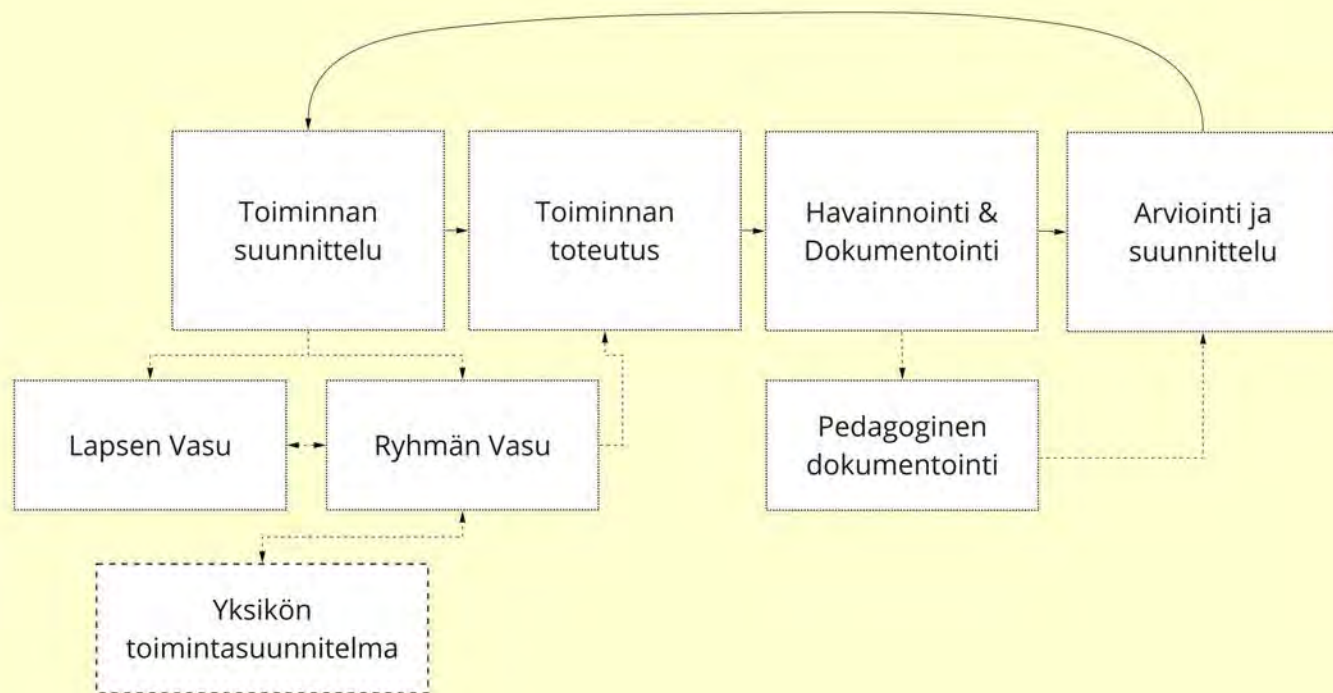 Toiminnan
suunnittelu
Toiminnan
toteutus
Havainnointi &
Dokumentointi
Arviointi ja
suunnittelu
Lapsen Vasu
Ryhmän Vasu
Pedagoginen
dokumentointi
Yksikön
toimintasuunnitelma